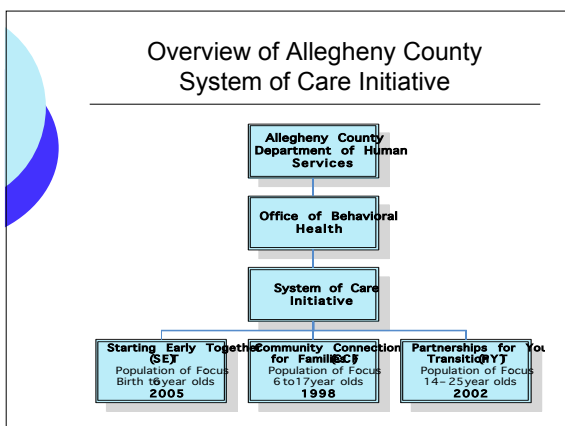 Overview of Allegheny County
System of Care Initiative
Allegheny County
Department of Human
Services
Office of Behavioral
Health
System of Care
Initiative
Starting Early Together
(SET)
Population of Focus
Birth to 6 year olds
2005
Community Connection
for Families (CCF)
Population of Focus
6 to 17 year olds
1998
Partnerships for You
Transition (PYT)
Population of Focus
14–25 year olds
2002